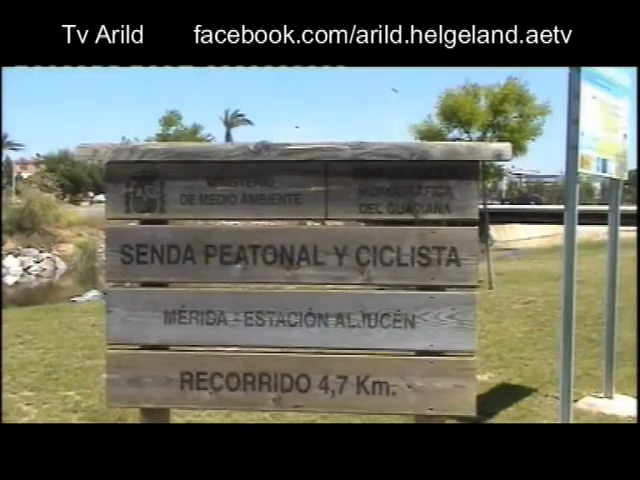 Tv Arild facebook.com/arild.helgeland.aetv
MINISTERIO
DE MEDIO AMBIENTE
HIDROGRÁFICA
DEL GUADIANA
SENDA PEATONAL Y CICLISTA
MÉRIDA - ESTACIÓN ALJUCÉN
RECORRIDO 4,7 Km.